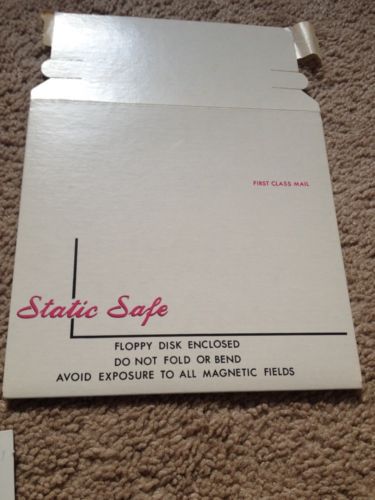 FIRST CLASS MAIL
Static Safe
FLOPPY DISK ENCLOSED
DO NOT FOLD OR BEND
AVOID EXPOSURE TO ALL MAGNETIC FIELDS